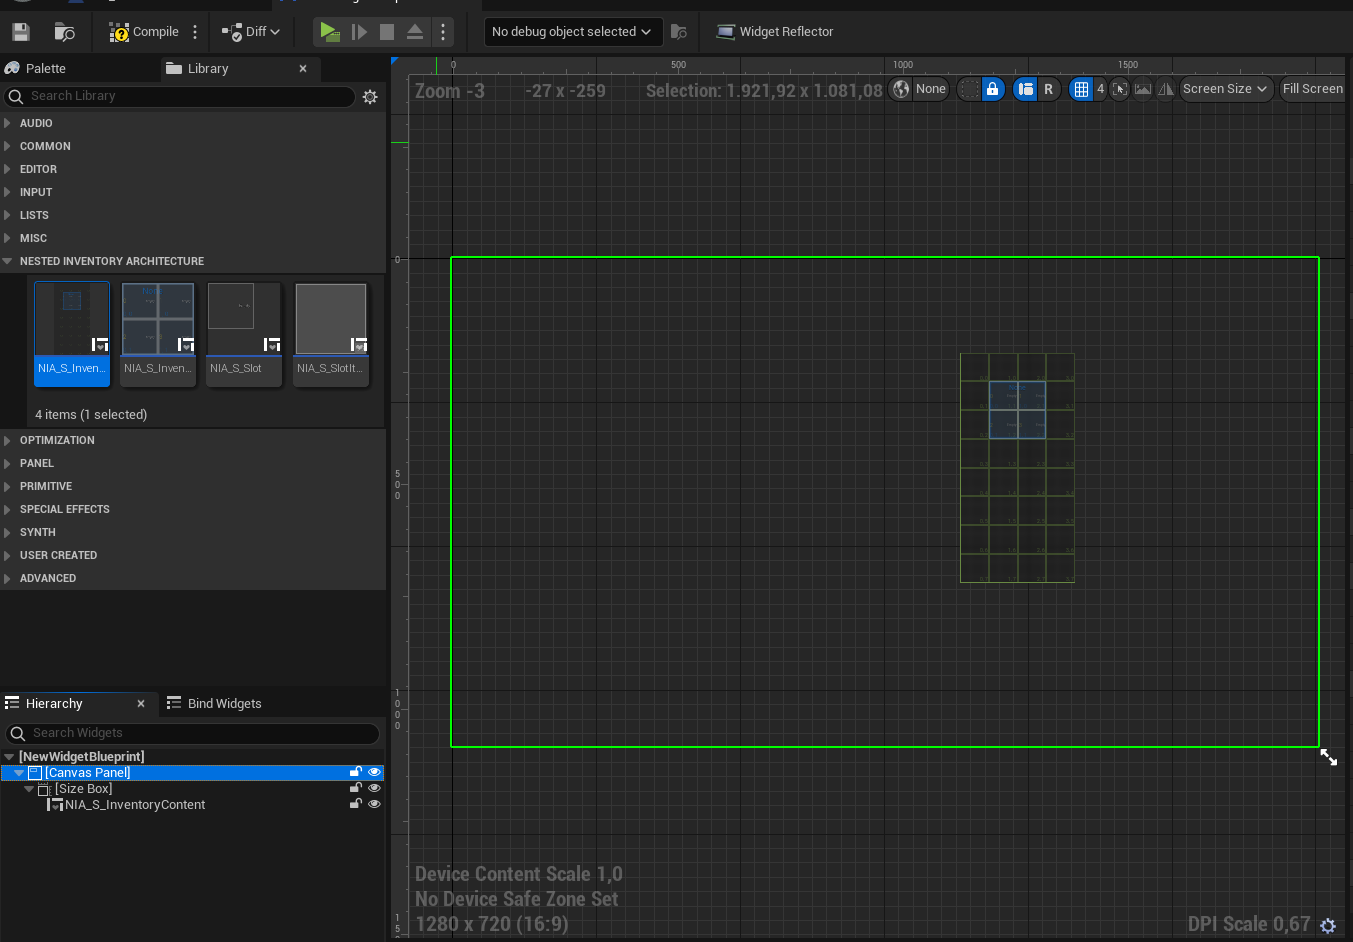 Compile
Diff
No debug object selected
Widget Reflector
Palette
Library
Search Library
AUDIO
COMMON
EDITOR
INPUT
LISTS
MISC
NESTED INVENTORY ARCHITECTURE
NIA_S_Inven...
NIA_S_Inven...
NIA_S_Slot
NIA_S_SlotIt...
4 items (1 selected)
OPTIMIZATION
PANEL
PRIMITIVE
SPECIAL EFFECTS
SYNTH
USER CREATED
ADVANCED
Hierarchy
Bind Widgets
Search Widgets
[NewWidgetBlueprint]
[Canvas Panel]
[Size Box]
NIA_S_InventoryContent
0
500
1000
1500
Zoom -3
-27 x -259
Selection: 1.921,92 x 1.081,08
None
R
4
Screen Size
Fill Screen
0
500
1000
15
Device Content Scale 1,0
No Device Safe Zone Set
1280 x 720 (16:9)
DPI Scale 0,67